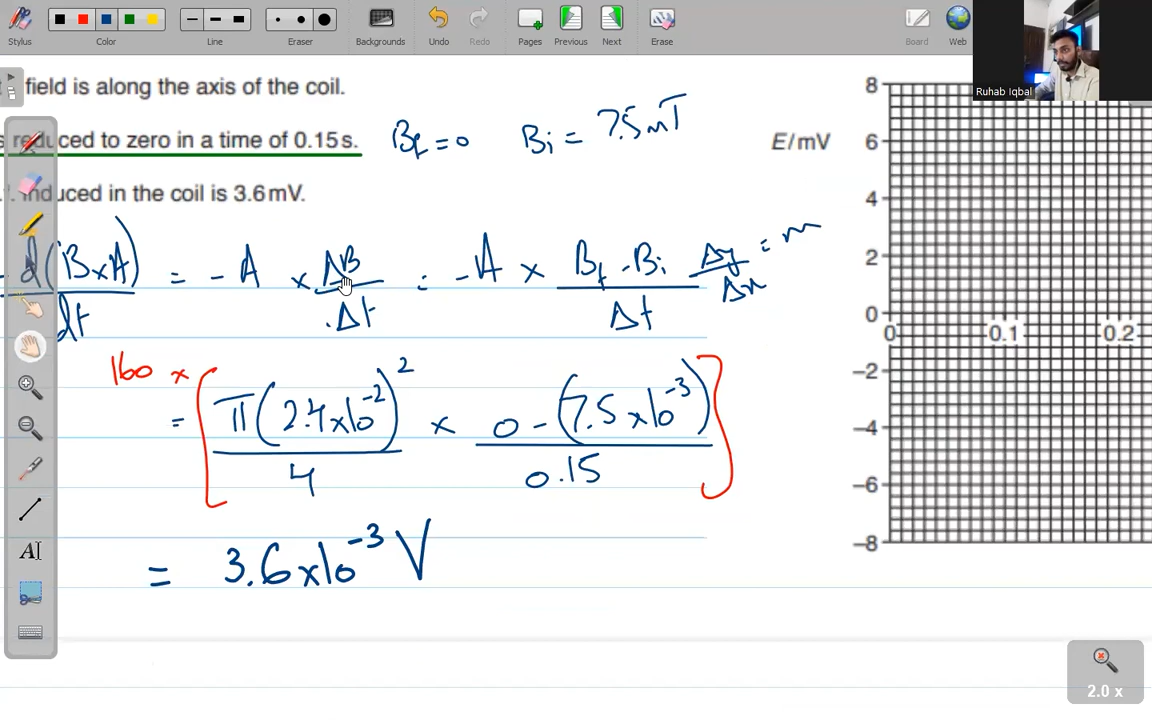 Stylus Color Line Eraser Backgrounds Undo Redo Pages Previous Next Erase Board Web
Ruhab Iqbal
field is along the axis of the coil.
reduced to zero in a time of 0.15 s. Bf = 0 Bi = 7.5 mT
induced in the coil is 3.6 mV.
d(B×A)/dt = -A × ΔB/.Δt = -A × Bf - Bi/Δt Δy/Δx = m
160 ×
= [π(2.4×10^-2)^2/4 × 0 - (7.5×10^-3)/0.15]
= 3.6×10^-3 V
E/mV
8
6
4
2
0
0 0.1 0.2
-2
-4
-6
-8
AI
2.0 x